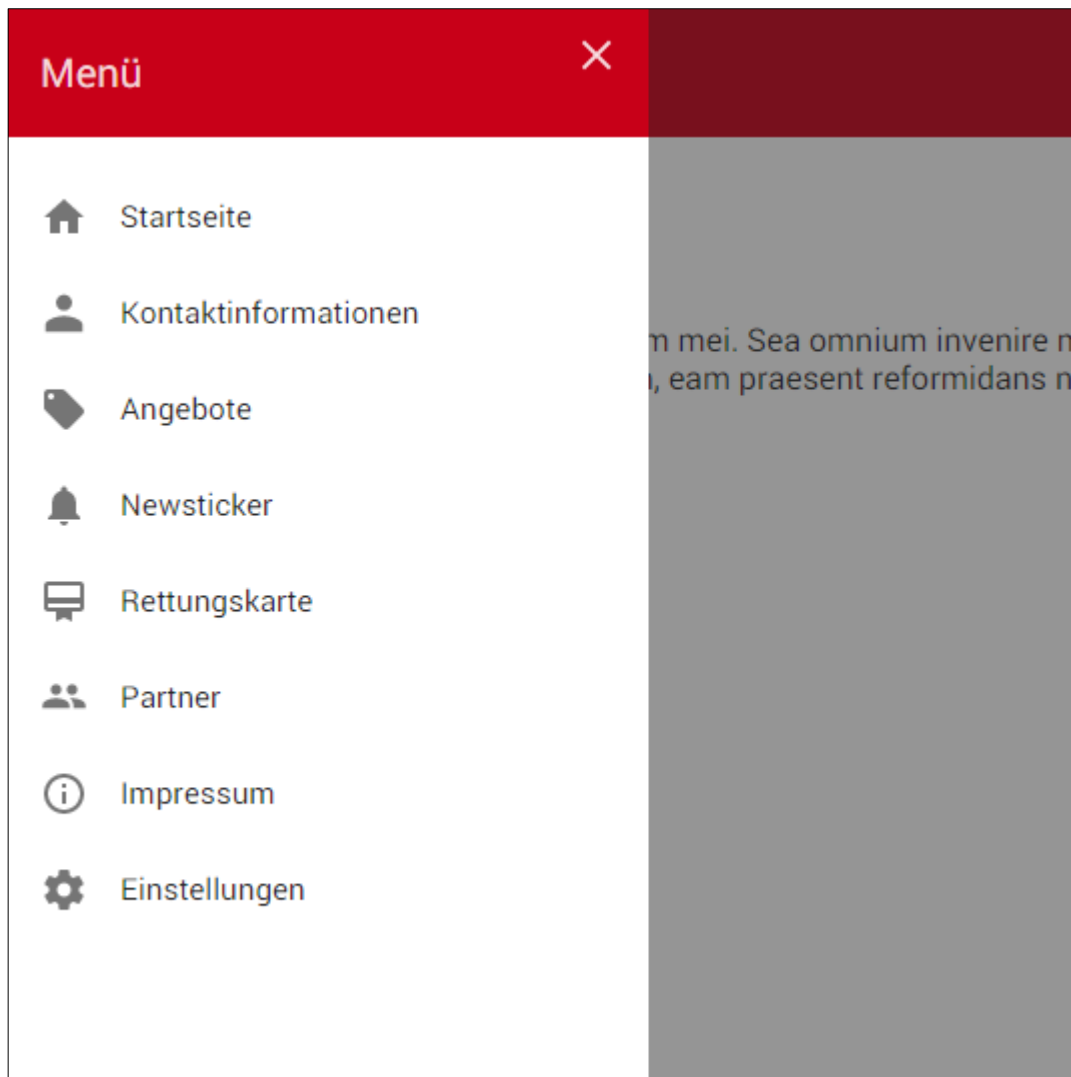 Menü
Startseite
Kontaktinformationen
mei. Sea omnium invenire
eam praesent reformidans
Angebote
Newsticker
Rettungskarte
Partner
Impressum
Einstellungen